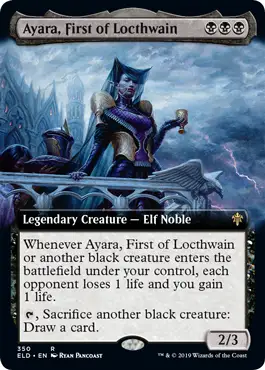 Ayara, First of Locthwain
Legendary Creature — Elf Noble
Whenever Ayara, First of Locthwain
or another black creature enters the
battlefield under your control, each
opponent loses 1 life and you gain
1 life.
, Sacrifice another black creature:
Draw a card.
2/3
350 R
ELD • EN RYAN PANCOAST
™ & © 2019 Wizards of the Coast